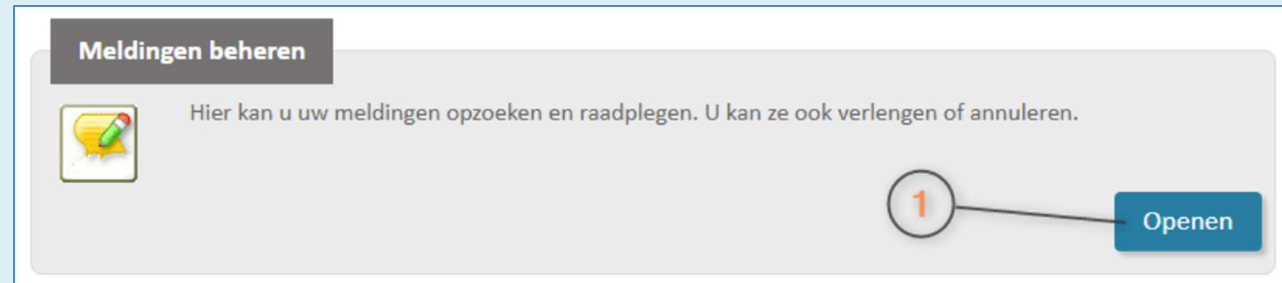 Meldingen beheren
Hier kan u uw meldingen opzoeken en raadplegen. U kan ze ook verlengen of annuleren.
1
Openen